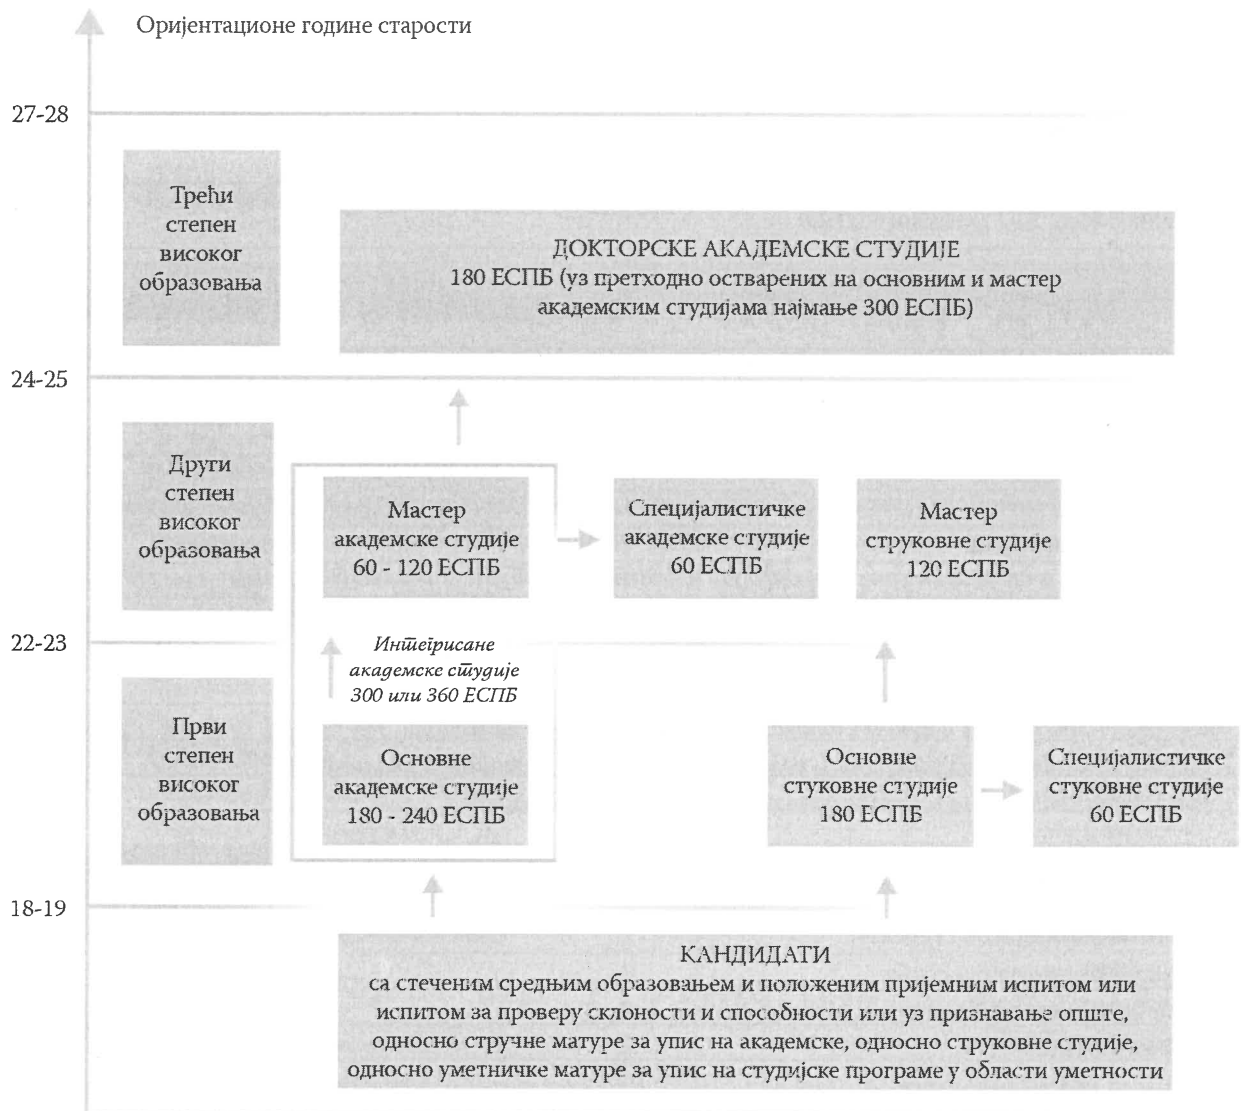 Оријентационе године старости
27-28
Трећи
степен
високог
образовања
ДОКТОРСКЕ АКАДЕМСКЕ СТУДИЈЕ
180 ЕСПБ (уз претходно остварених на основним и мастер
академским студијама најмање 300 ЕСПБ)
24-25
Други
степен
високог
образовања
Мастер
академске студије
60 - 120 ЕСПБ
Специјалистичке
академске студије
60 ЕСПБ
Мастер
струковне студије
120 ЕСПБ
22-23
Интегрисане
академске студије
300 или 360 ЕСПБ
Први
степен
високог
образовања
Основне
академске студије
180 - 240 ЕСПБ
Основне
стуковне студије
180 ЕСПБ
Специјалистичке
стуковне студије
60 ЕСПБ
18-19
КАНДИДАТИ
са стеченим средњим образовањем и положеним пријемним испитом или
испитом за проверу склоности и способности или уз признавање опште,
односно стручне матуре за упис на академске, односно струковне студије,
односно уметничке матуре за упис на студијске програме у области уметности